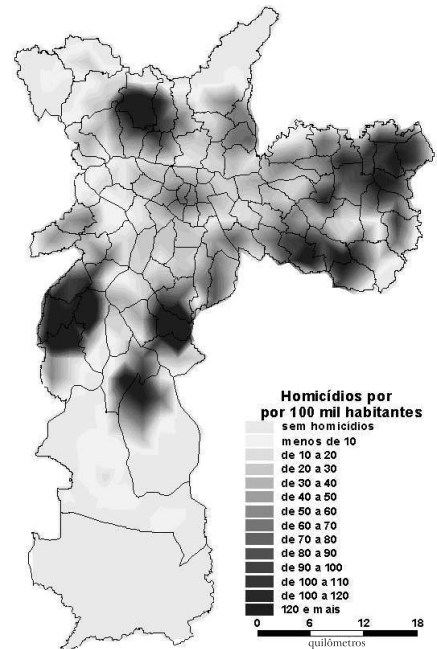 Homicídios por
por 100 mil habitantes
sem homicídios
menos de 10
de 10 a 20
de 20 a 30
de 30 a 40
de 40 a 50
de 50 a 60
de 60 a 70
de 70 a 80
de 80 a 90
de 90 a 100
de 100 a 110
de 100 a 120
120 e mais
0 6 12 18
quilômetros